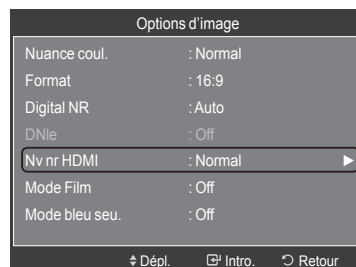 Options d’image
Nuance coul. : Normal
Format : 16:9
Digital NR : Auto
DNIe : Off
Nv nr HDMI : Normal ►
Mode Film : Off
Mode bleu seu. : Off
Dépl. Intro. Retour